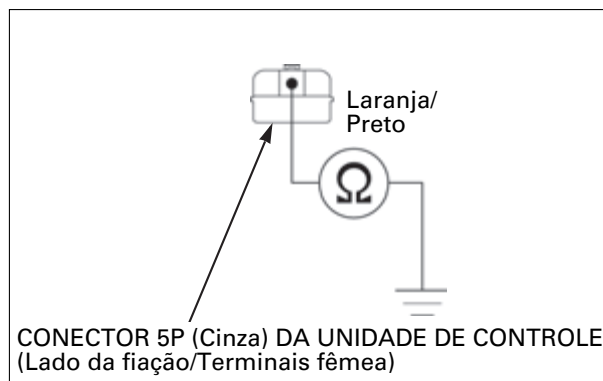 Laranja/
Preto
Ω
CONECTOR 5P (Cinza) DA UNIDADE DE CONTROLE
(Lado da fiação/Terminais fêmea)